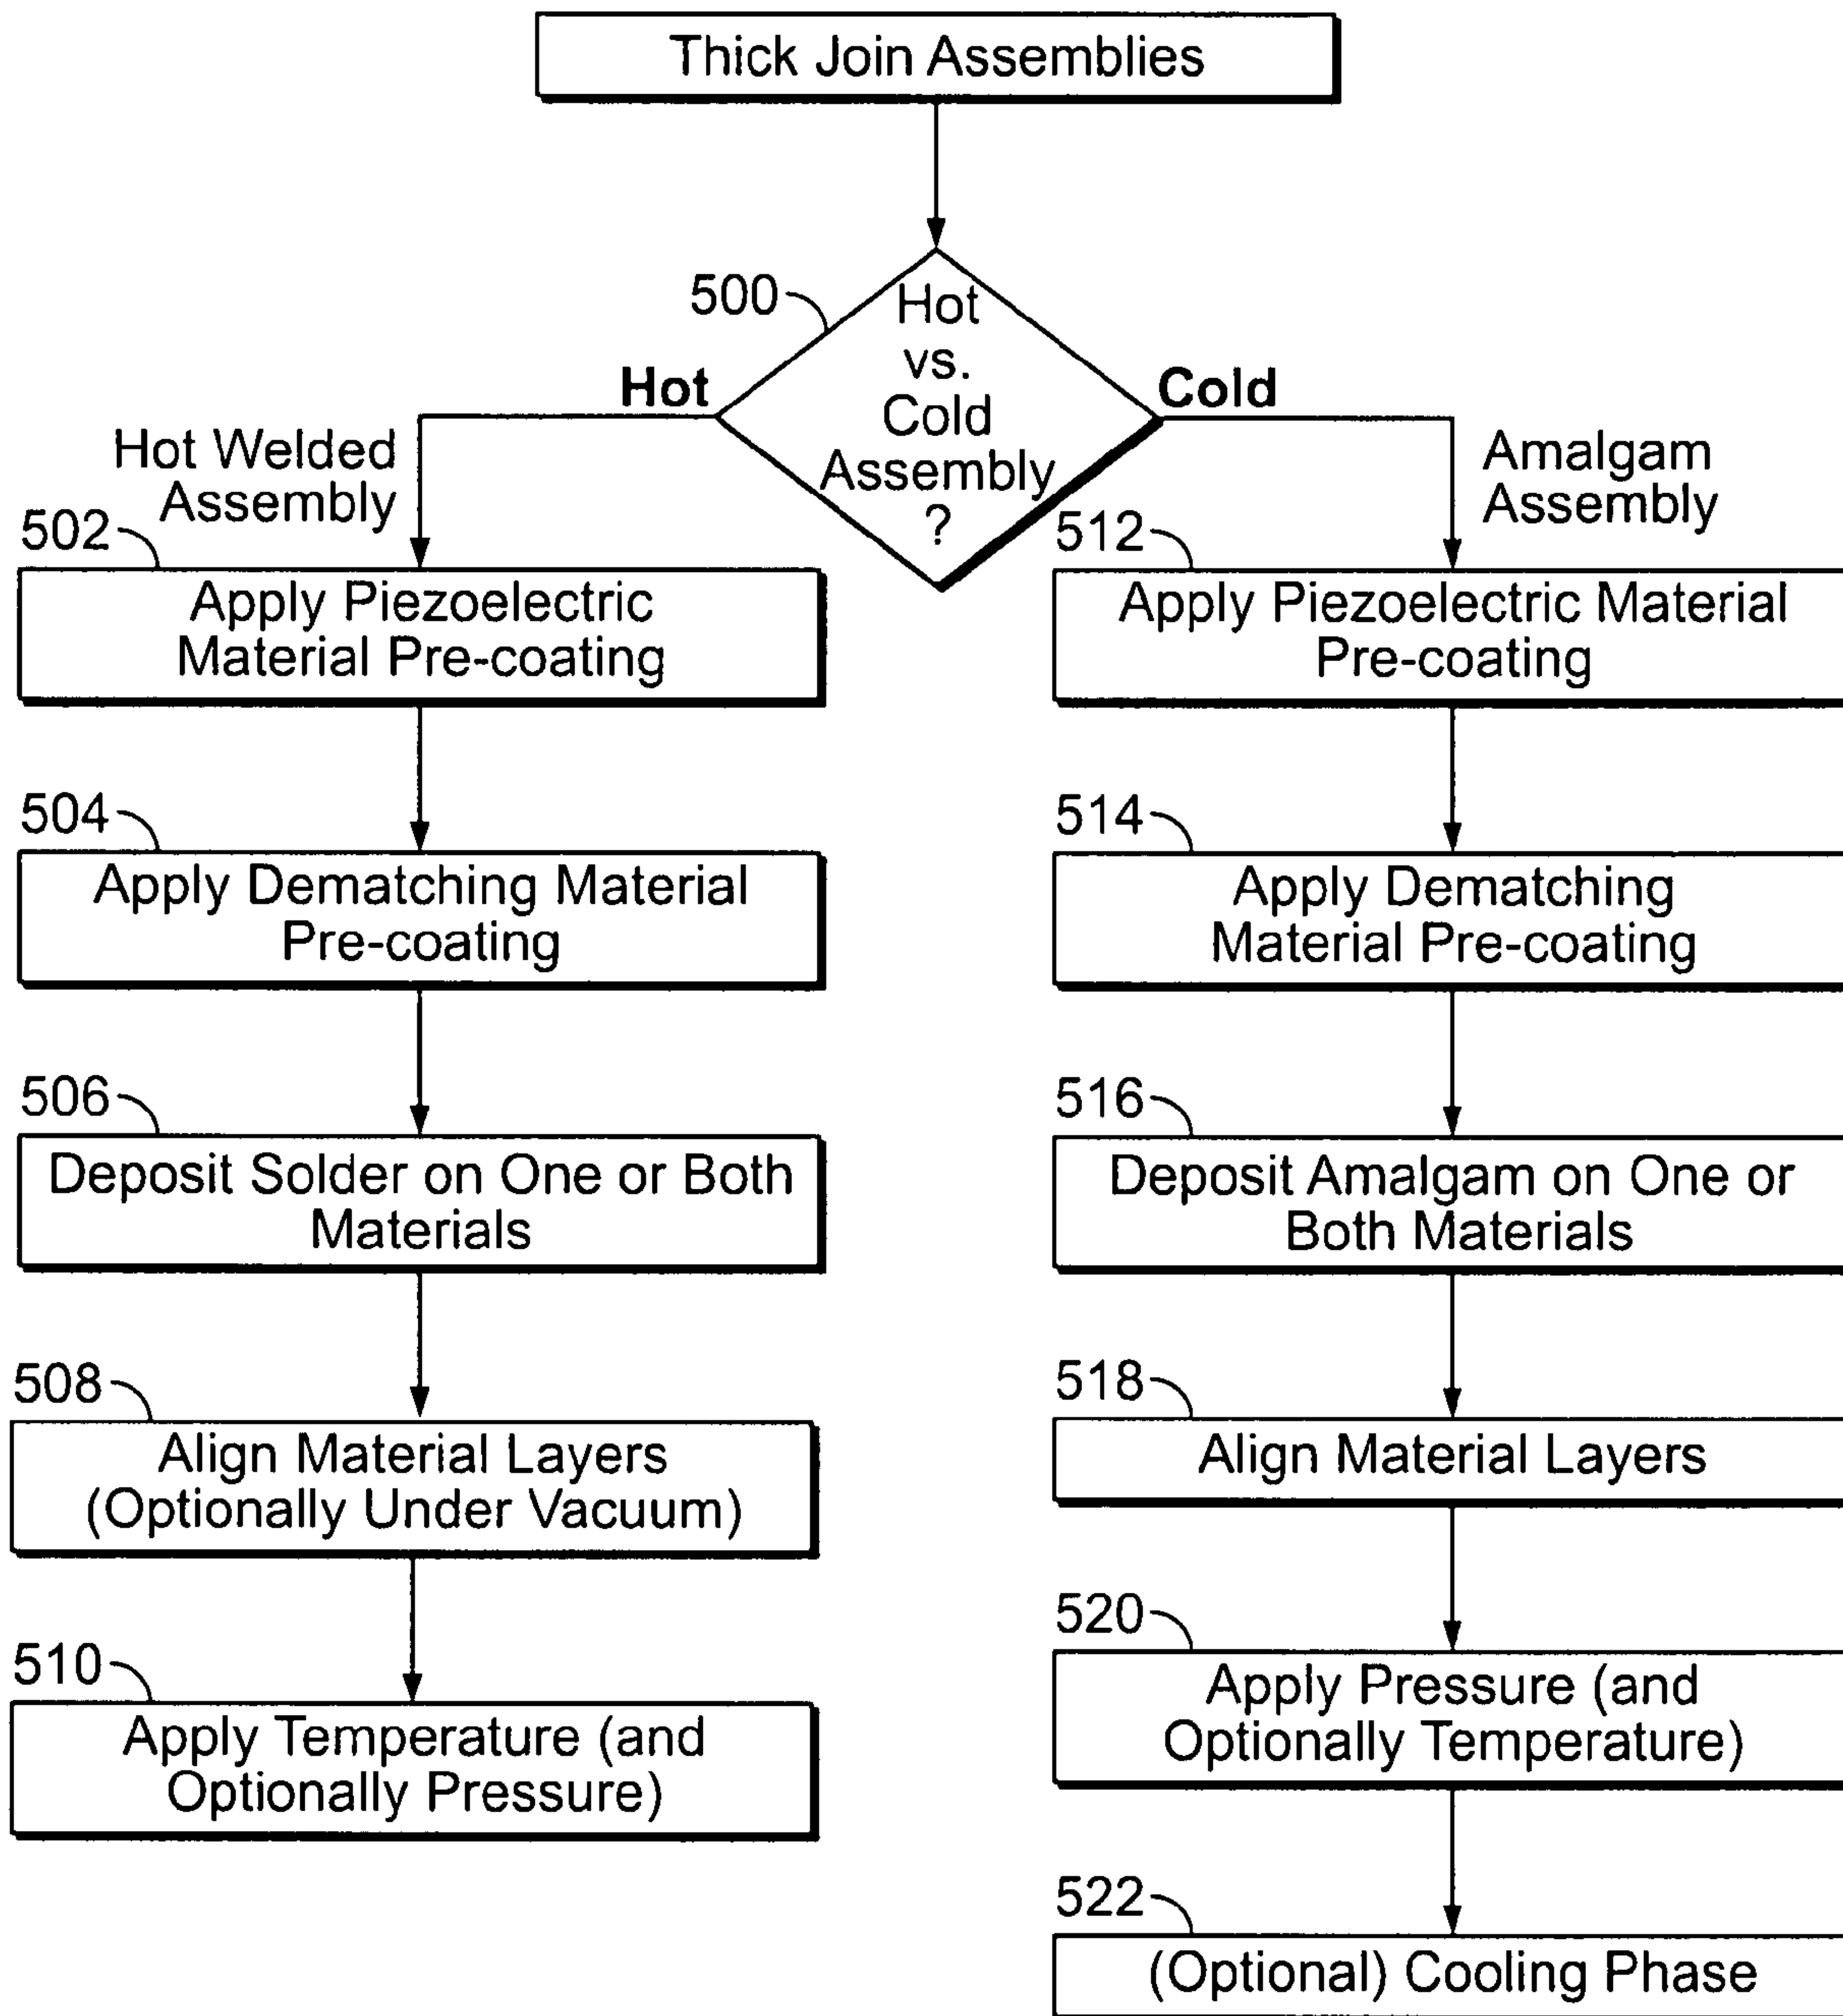 Thick Join Assemblies
500
Hot
vs.
Cold
Assembly
?
Hot
Hot Welded
Assembly
502
Apply Piezoelectric
Material Pre-coating
504
Apply Dematching Material
Pre-coating
506
Deposit Solder on One or Both
Materials
508
Align Material Layers
(Optionally Under Vacuum)
510
Apply Temperature (and
Optionally Pressure)
Cold
Amalgam
Assembly
512
Apply Piezoelectric Material
Pre-coating
514
Apply Dematching
Material Pre-coating
516
Deposit Amalgam on One or
Both Materials
518
Align Material Layers
520
Apply Pressure (and
Optionally Temperature)
522
(Optional) Cooling Phase